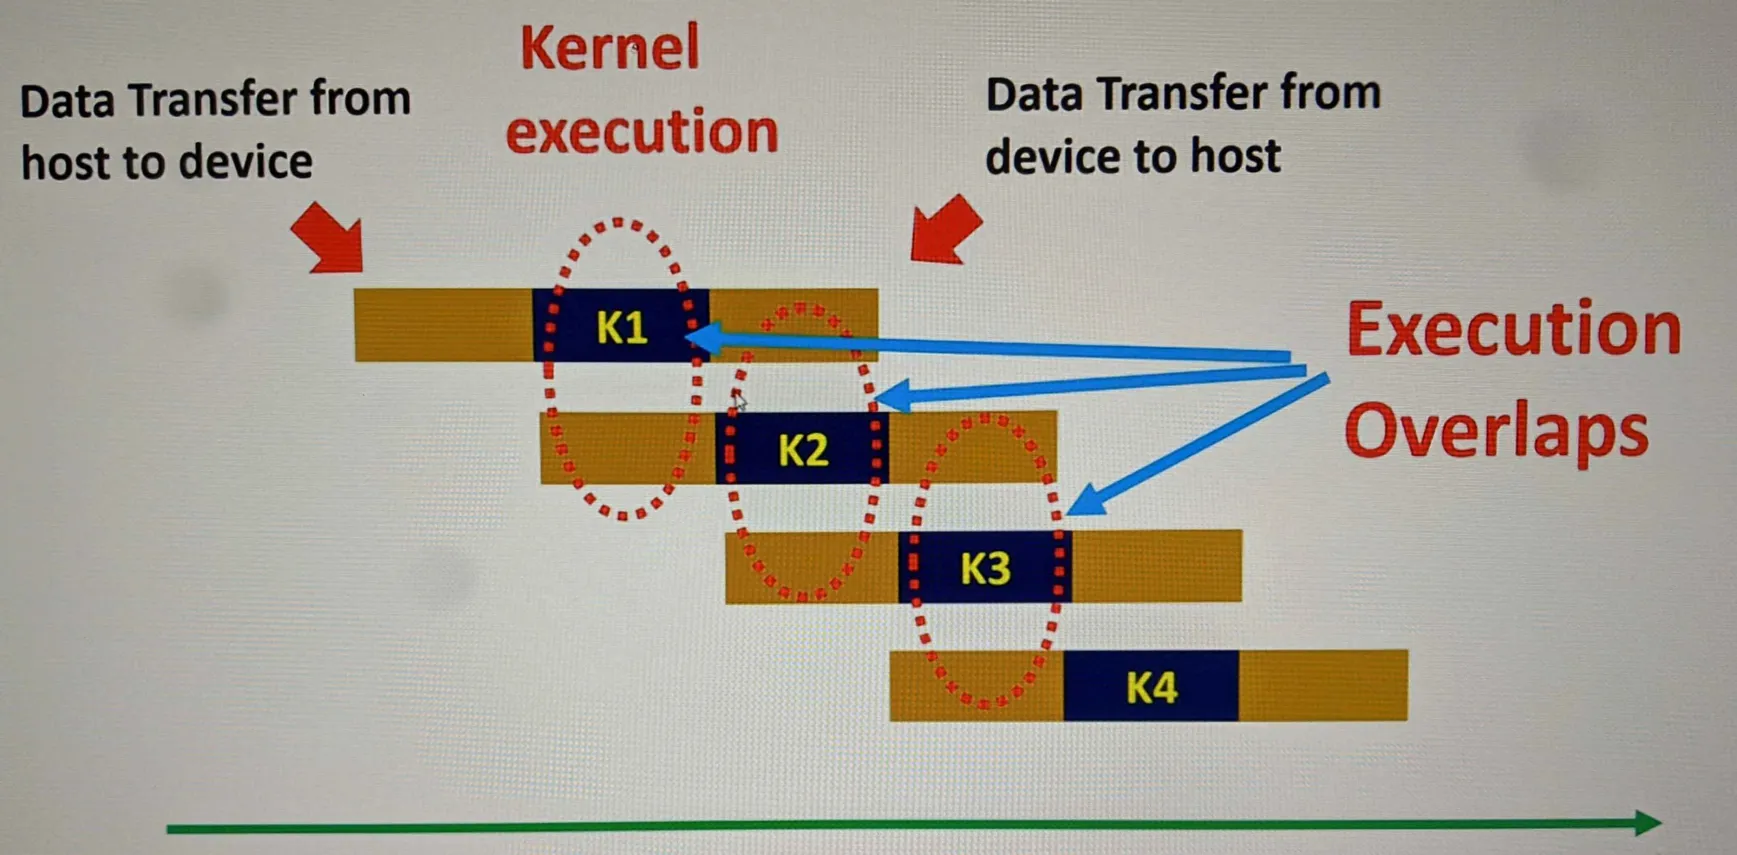 Kernel
execution
Data Transfer from
host to device
Data Transfer from
device to host
K1
Execution
Overlaps
K2
K3
K4